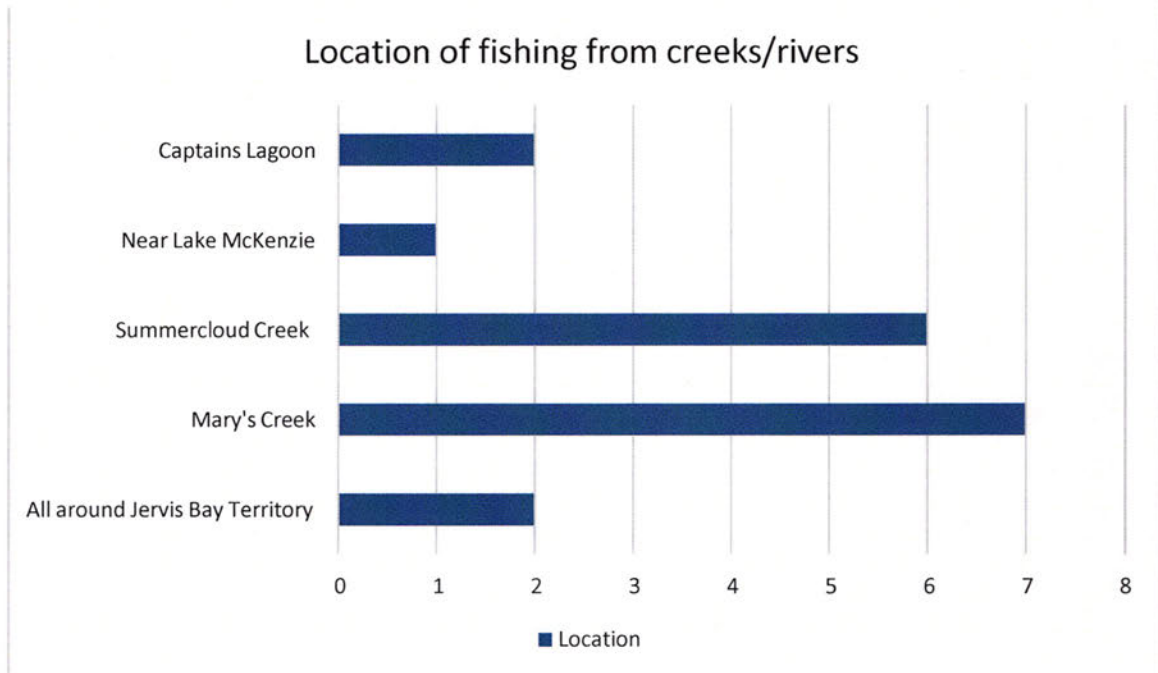 Location of fishing from creeks/rivers
Captains Lagoon
Near Lake McKenzie
Summercloud Creek
Mary's Creek
All around Jervis Bay Territory
0 1 2 3 4 5 6 7 8
Location